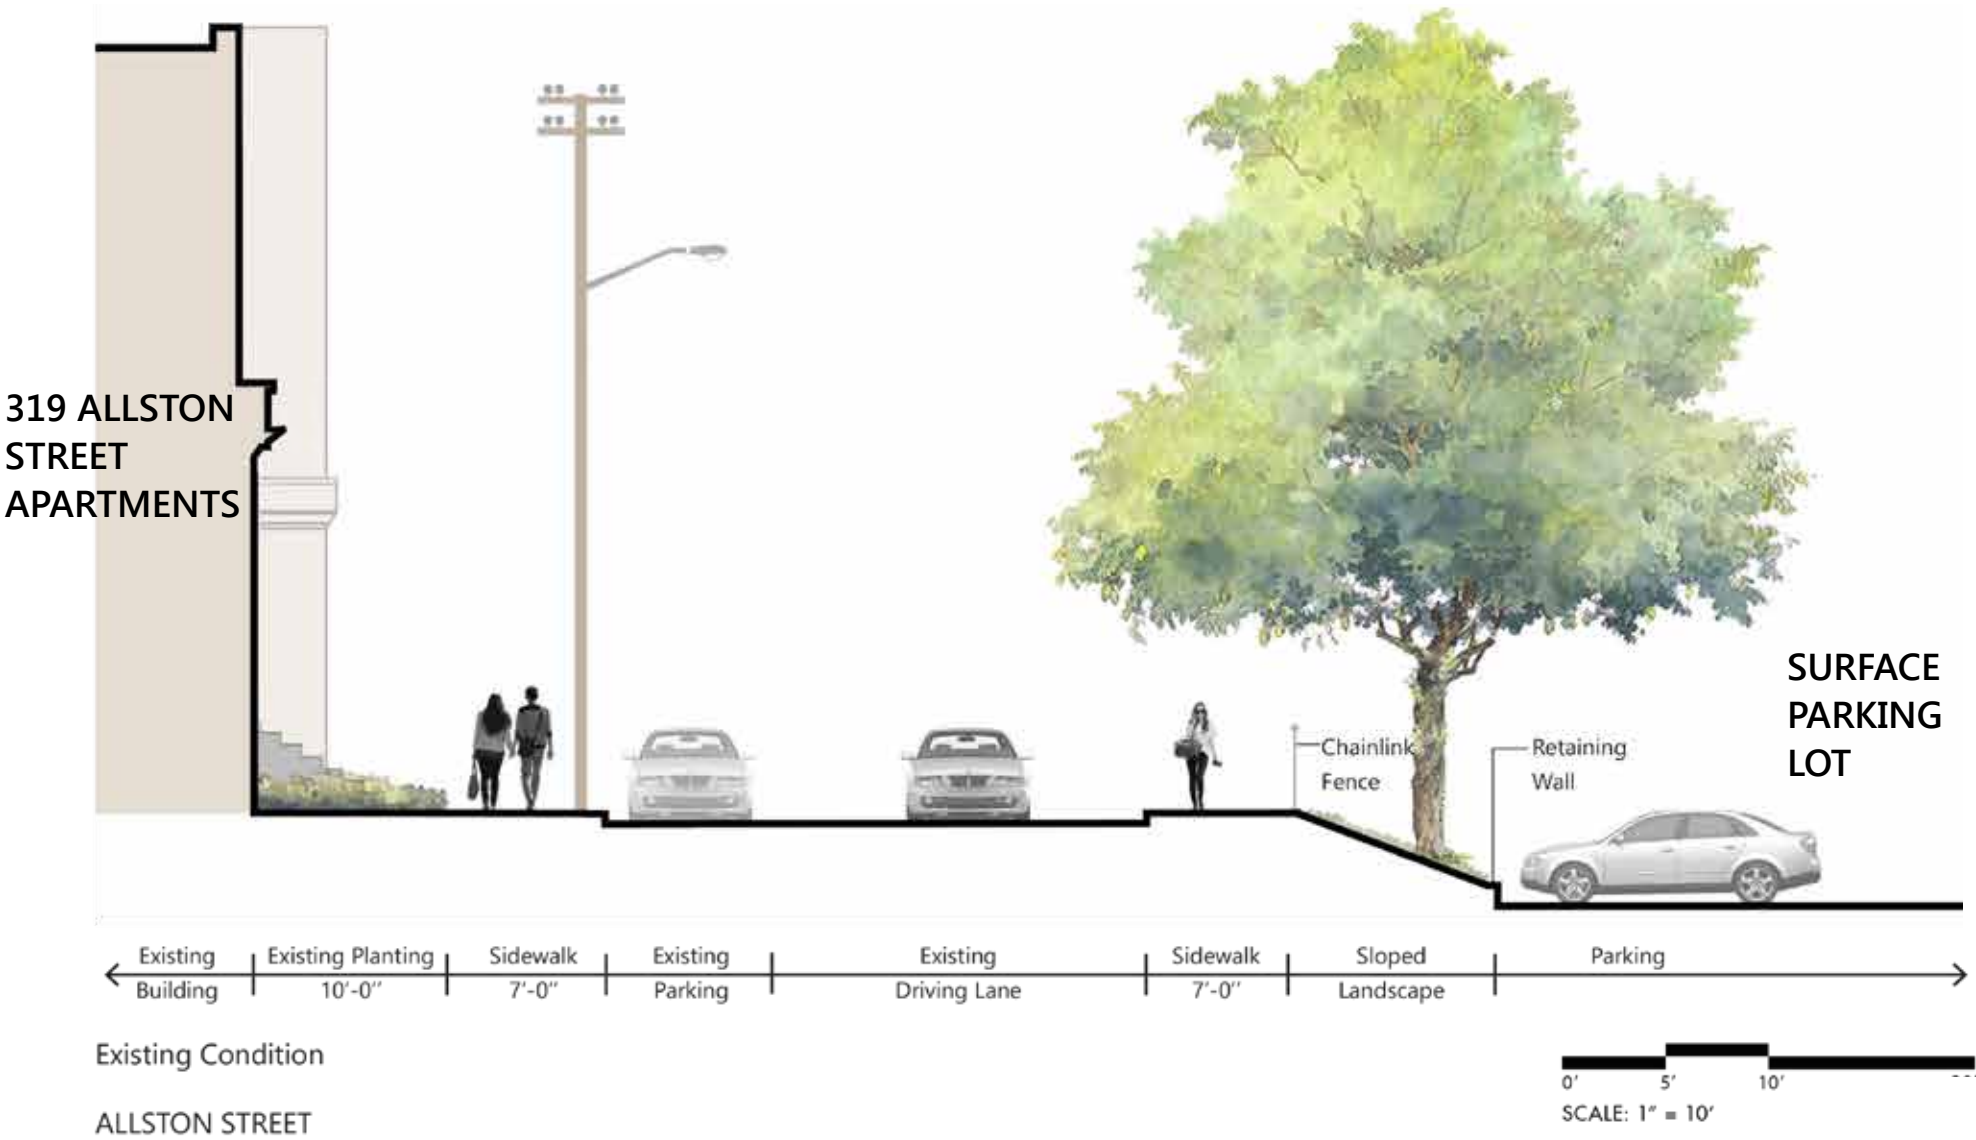 319 ALLSTON
STREET
APARTMENTS
SURFACE
PARKING
LOT
Chainlink
Fence
Retaining
Wall
Existing
Building
Existing Planting
10'-0"
Sidewalk
7'-0"
Existing
Parking
Existing
Driving Lane
Sidewalk
7'-0"
Sloped
Landscape
Parking
Existing Condition
ALLSTON STREET
0' 5' 10'
SCALE: 1" = 10'